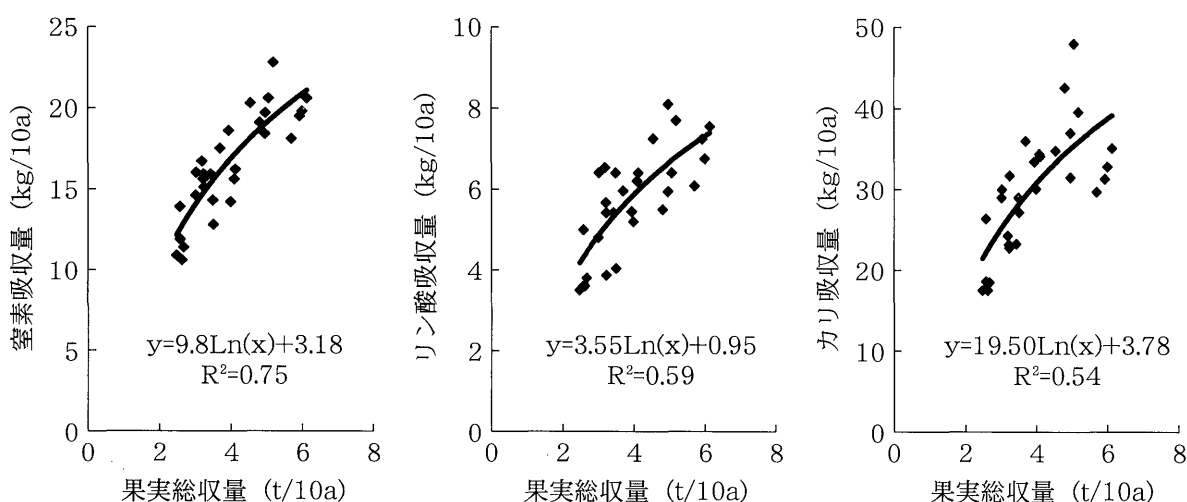 窒素吸収量 (kg/10a)
25
20
15
10
5
0
y=9.8Ln(x)+3.18
R²=0.75
0 2 4 6 8
果実総収量 (t/10a)
リン酸吸収量 (kg/10a)
10
8
6
4
2
0
y=3.55Ln(x)+0.95
R²=0.59
0 2 4 6 8
果実総収量 (t/10a)
カリ吸収量 (kg/10a)
50
40
30
20
10
0
y=19.50Ln(x)+3.78
R²=0.54
0 2 4 6 8
果実総収量 (t/10a)